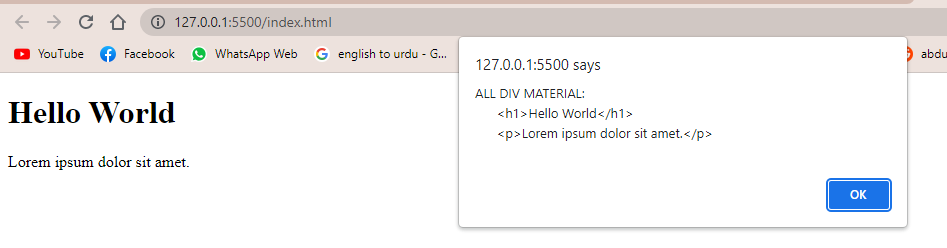 127.0.0.1:5500/index.html
YouTube Facebook WhatsApp Web english to urdu - G... abdu
127.0.0.1:5500 says
ALL DIV MATERIAL:
<h1>Hello World</h1>
<p>Lorem ipsum dolor sit amet.</p>
OK
Hello World
Lorem ipsum dolor sit amet.